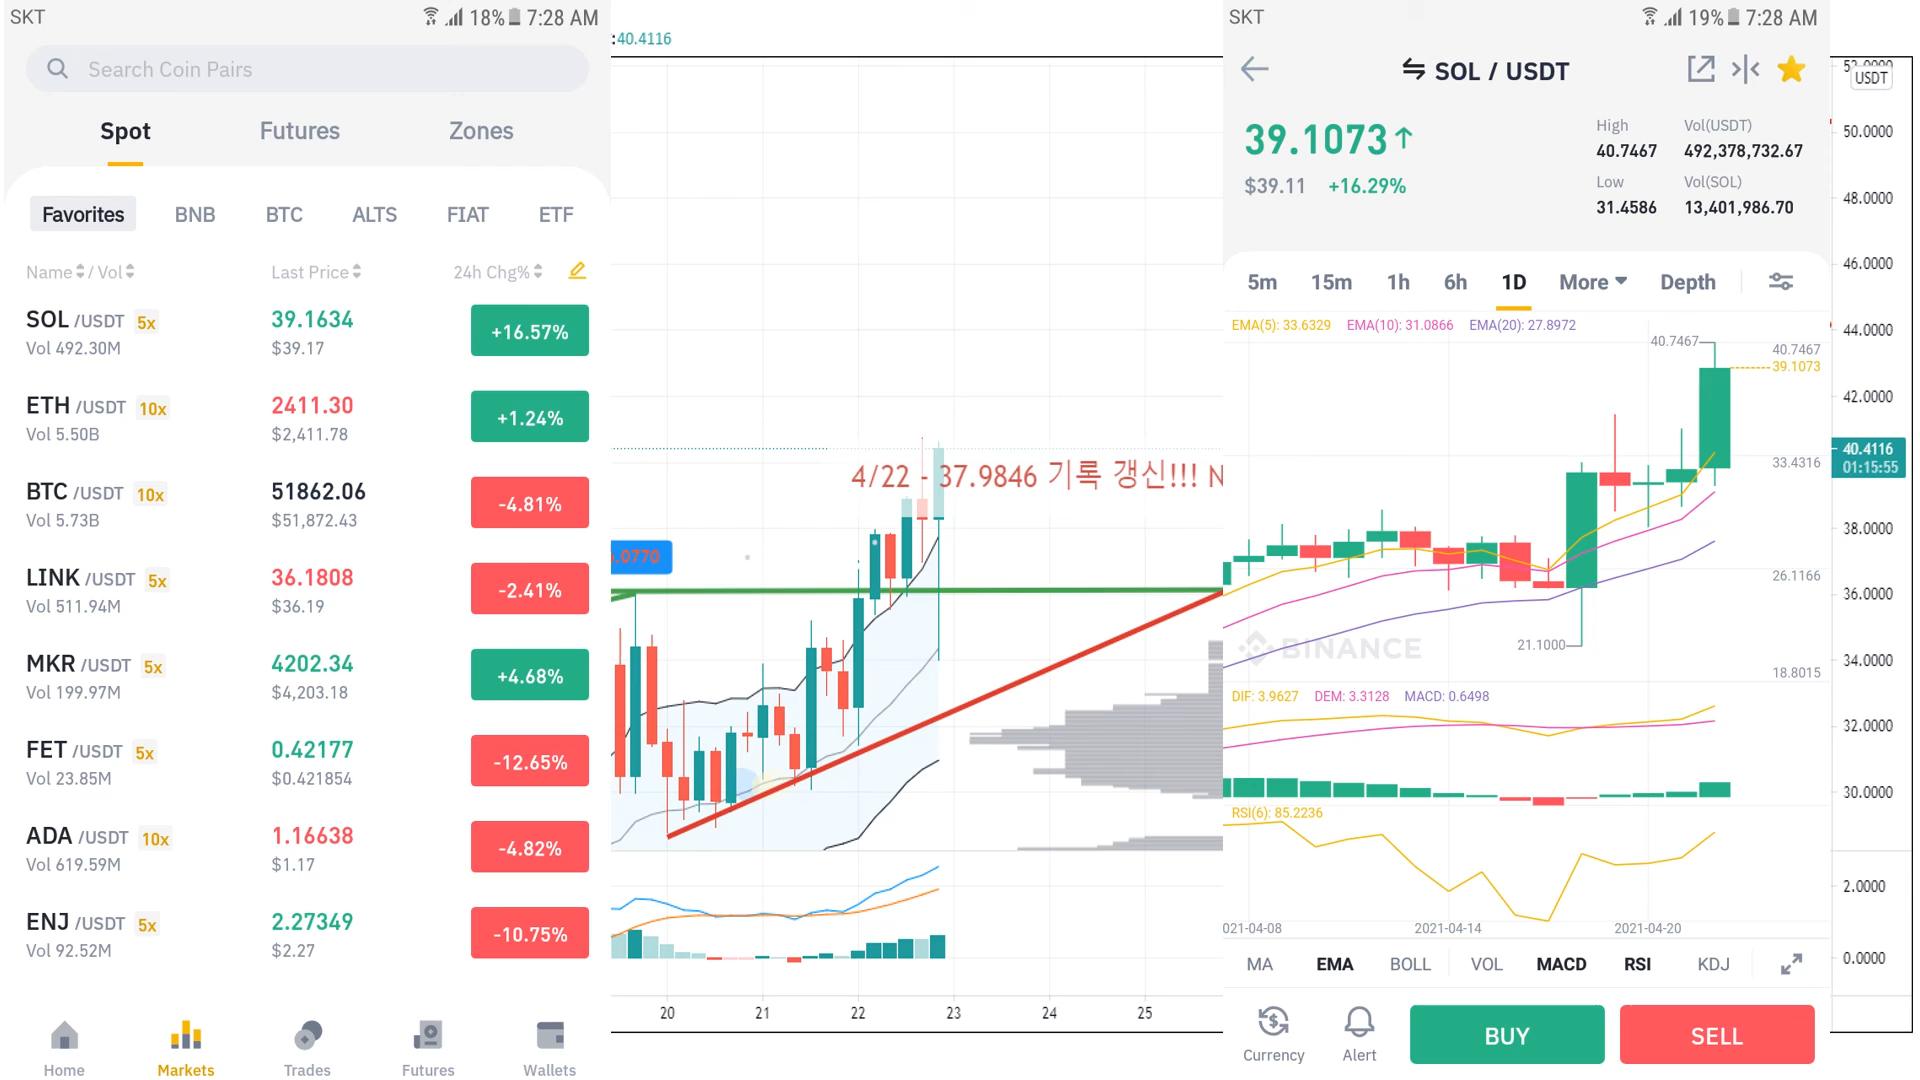 SKT
18% 7:28 AM
Search Coin Pairs
Spot Futures Zones
Favorites BNB BTC ALTS FIAT ETF
Name / Vol Last Price 24h Chg%
SOL /USDT 5x 39.1634 +16.57%
Vol 492.30M $39.17
ETH /USDT 10x 2411.30 +1.24%
Vol 5.50B $2,411.78
BTC /USDT 10x 51862.06 -4.81%
Vol 5.73B $51,872.43
LINK /USDT 5x 36.1808 -2.41%
Vol 511.94M $36.19
MKR /USDT 5x 4202.34 +4.68%
Vol 199.97M $4,203.18
FET /USDT 5x 0.42177 -12.65%
Vol 23.85M $0.421854
ADA /USDT 10x 1.16638 -4.82%
Vol 619.59M $1.17
ENJ /USDT 5x 2.27349 -10.75%
Vol 92.52M $2.27
Home Markets Trades Futures Wallets
:40.4116
4/22 - 37.9846 기록 갱신!!! N
.0770
20 21 22 23 24 25
SKT
19% 7:28 AM
SOL / USDT
39.1073
$39.11 +16.29%
High Vol(USDT)
40.7467 492,378,732.67
Low Vol(SOL)
31.4586 13,401,986.70
5m 15m 1h 6h 1D More Depth
EMA(5): 33.6329 EMA(10): 31.0866 EMA(20): 27.8972
40.7467
40.7467
39.1073
33.4316
26.1166
21.1000
18.8015
BINANCE
DIF: 3.9627 DEM: 3.3128 MACD: 0.6498
RSI(6): 85.2236
021-04-08 2021-04-14 2021-04-20
MA EMA BOLL VOL MACD RSI KDJ
Currency Alert BUY SELL
USDT
50.0000
48.0000
46.0000
44.0000
42.0000
40.4116
01:15:55
38.0000
36.0000
34.0000
32.0000
30.0000
2.0000
0.0000